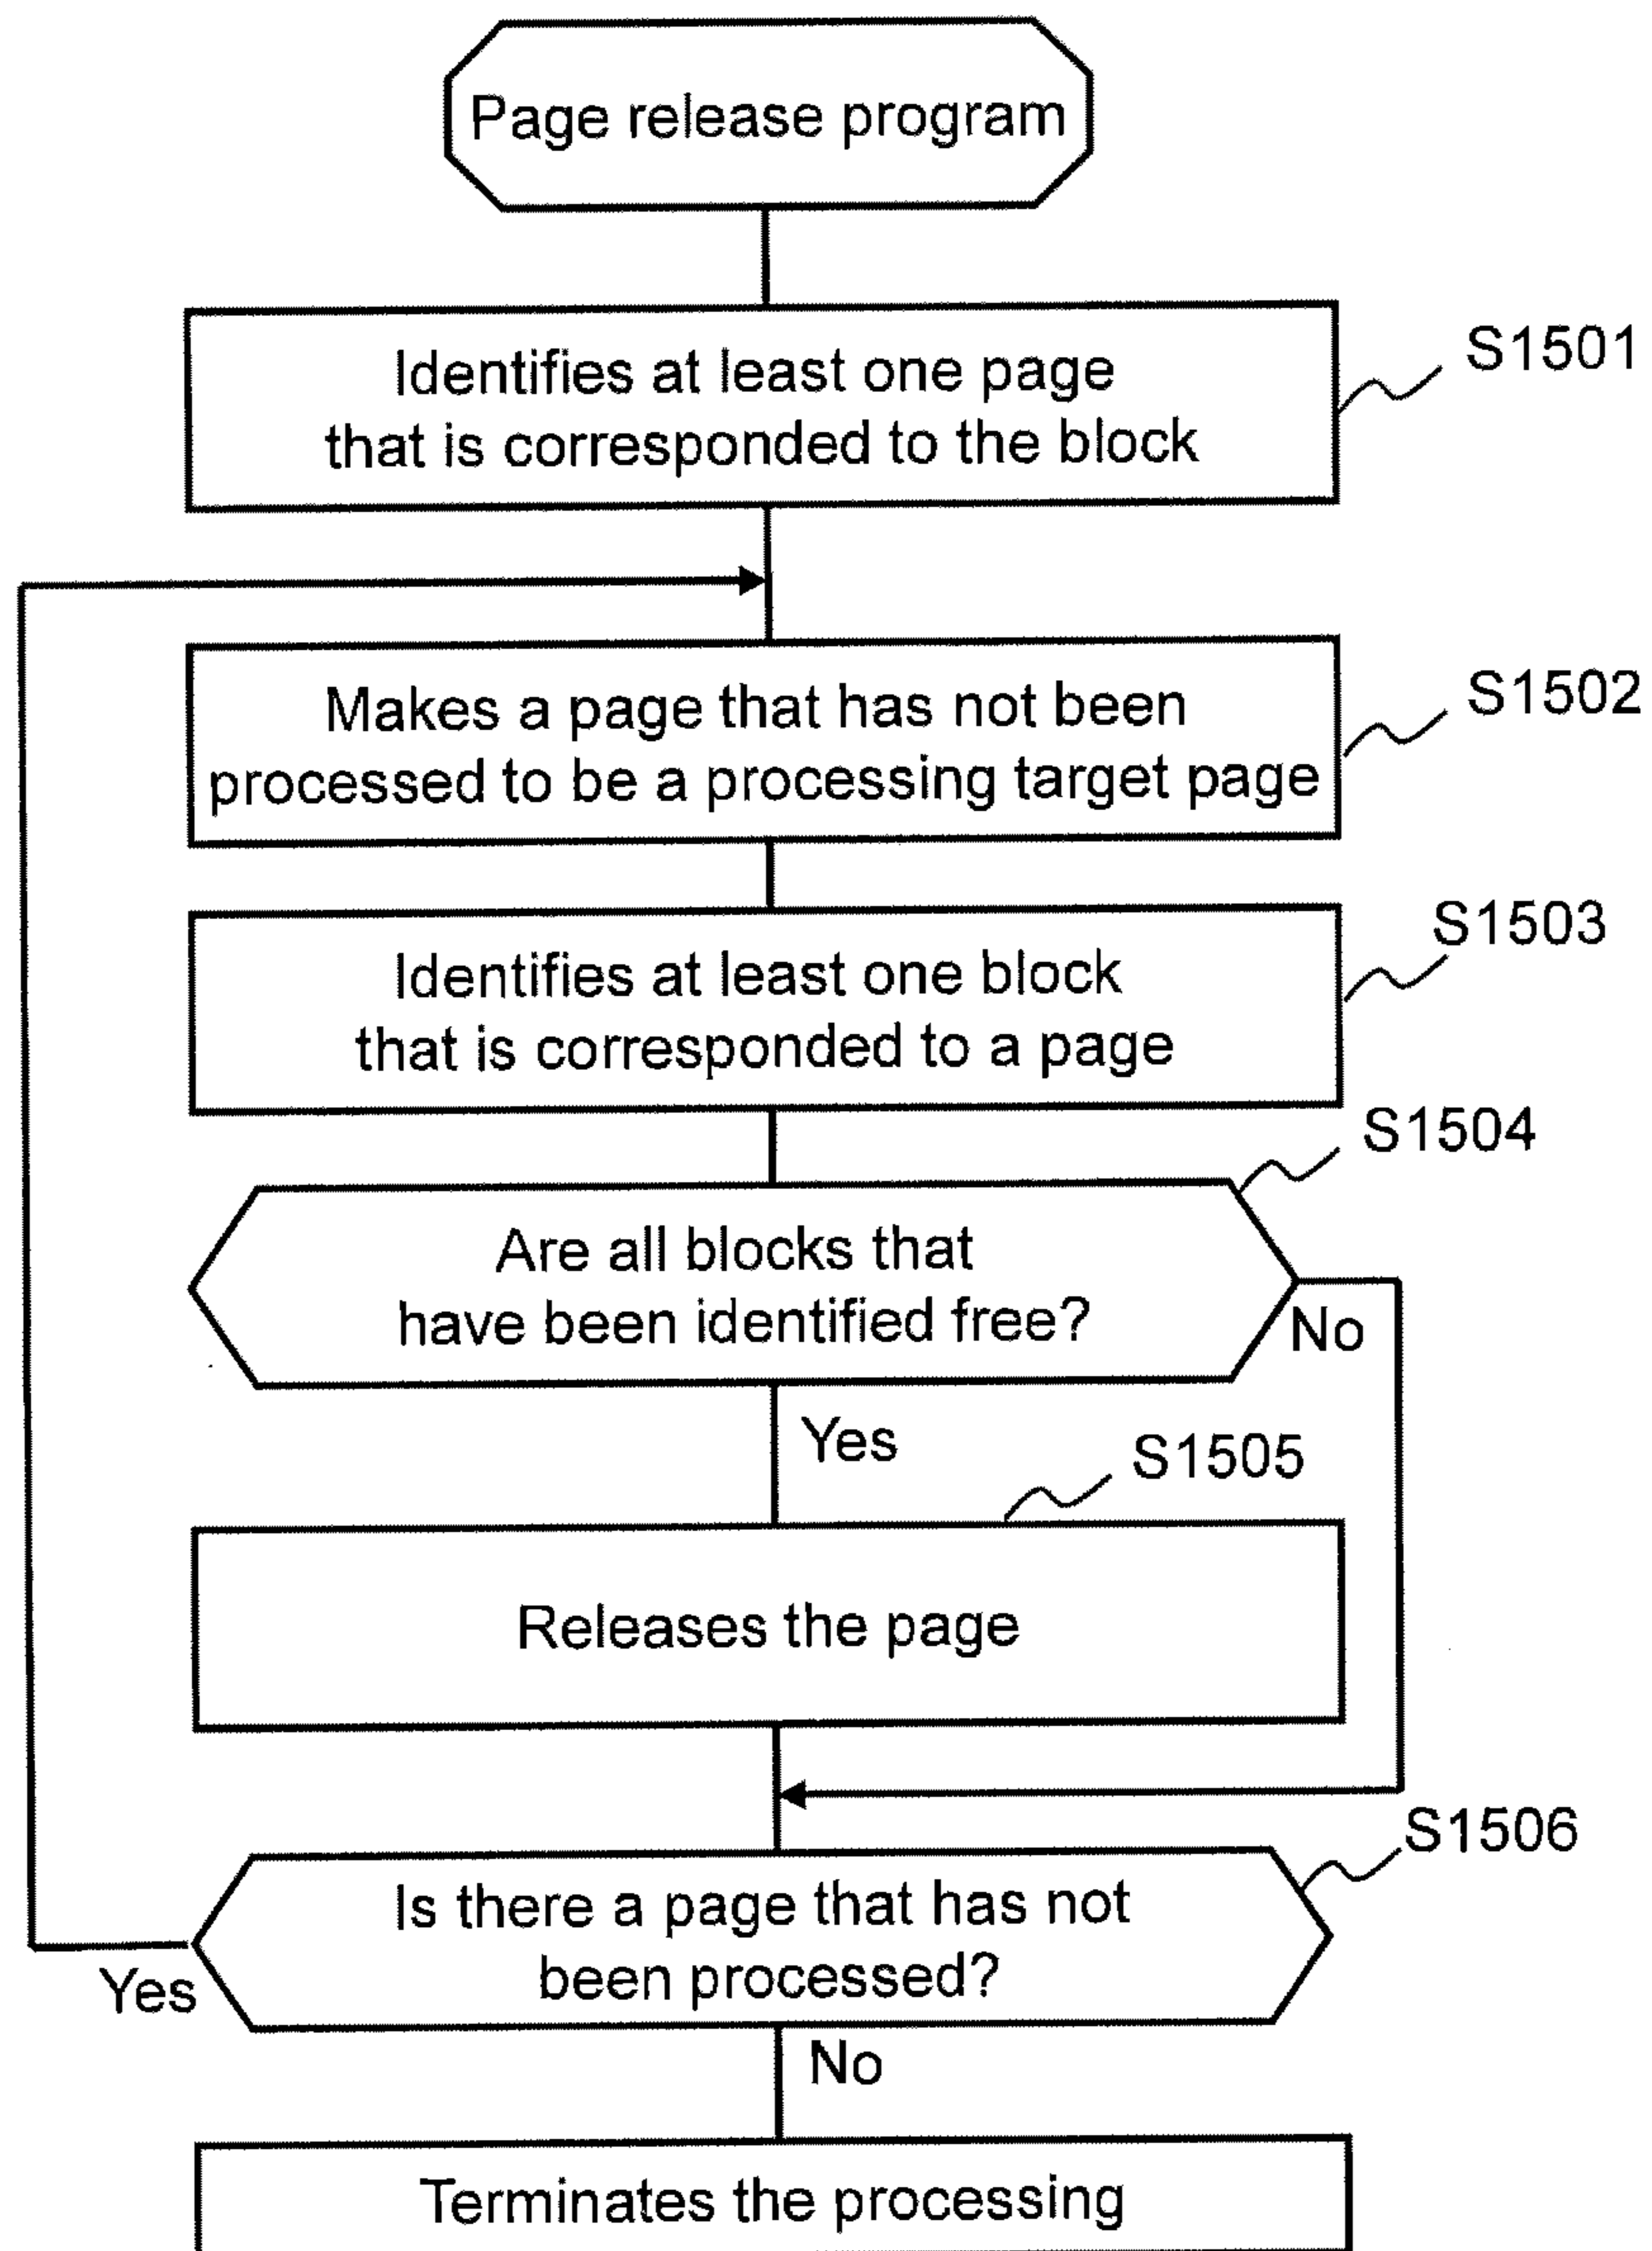 Page release program
Identifies at least one page
that is corresponded to the block
S1501
Makes a page that has not been
processed to be a processing target page
S1502
Identifies at least one block
that is corresponded to a page
S1503
Are all blocks that
have been identified free?
S1504
No
Yes
S1505
Releases the page
S1506
Is there a page that has not
been processed?
Yes
No
Terminates the processing